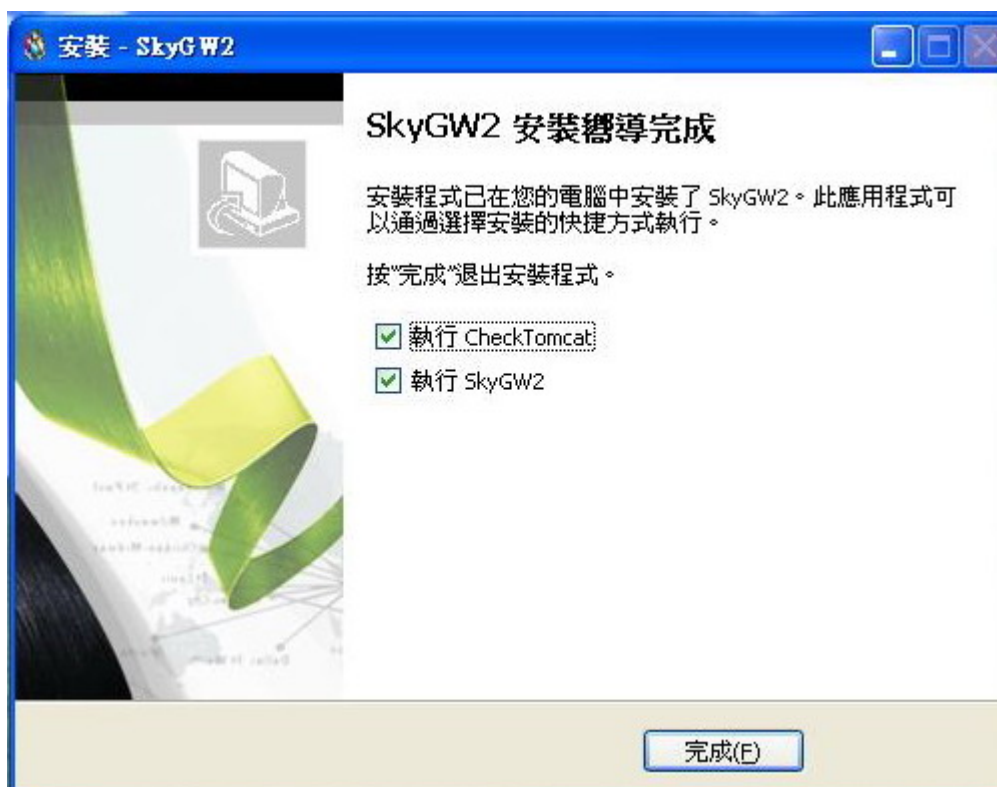 安裝 - SkyGW2
SkyGW2 安裝嚮導完成
安裝程式已在您的電腦中安裝了 SkyGW2。此應用程式可
以通過選擇安裝的快捷方式執行。
按"完成"退出安裝程式。
執行 CheckTomcat
執行 SkyGW2
完成(F)